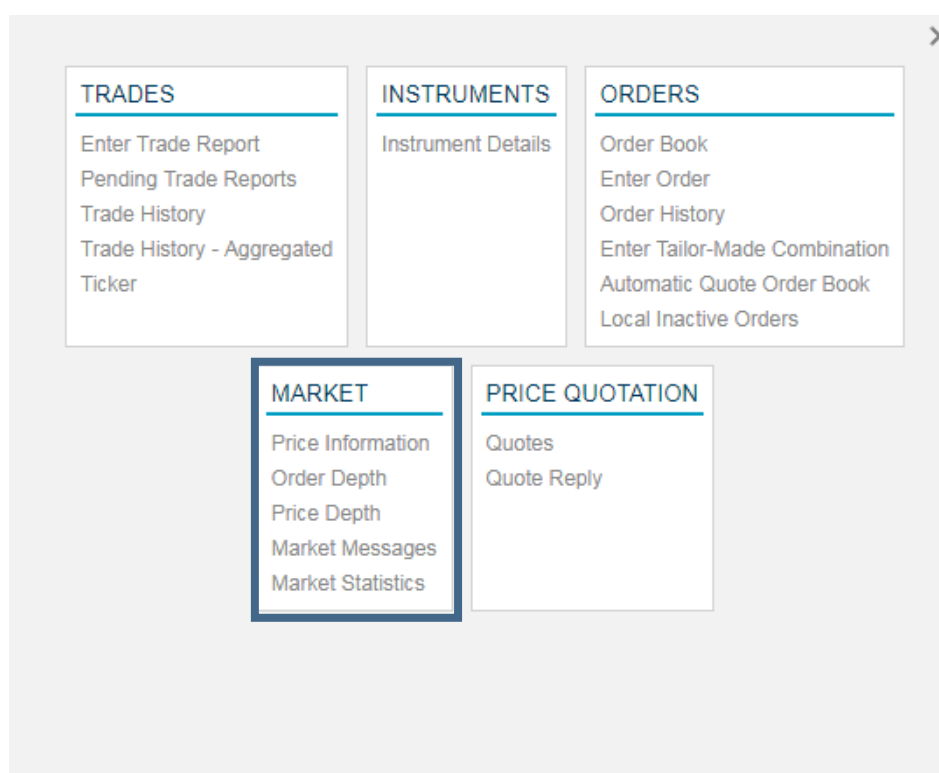 TRADES
Enter Trade Report
Pending Trade Reports
Trade History
Trade History - Aggregated
Ticker
INSTRUMENTS
Instrument Details
ORDERS
Order Book
Enter Order
Order History
Enter Tailor-Made Combination
Automatic Quote Order Book
Local Inactive Orders
MARKET
Price Information
Order Depth
Price Depth
Market Messages
Market Statistics
PRICE QUOTATION
Quotes
Quote Reply